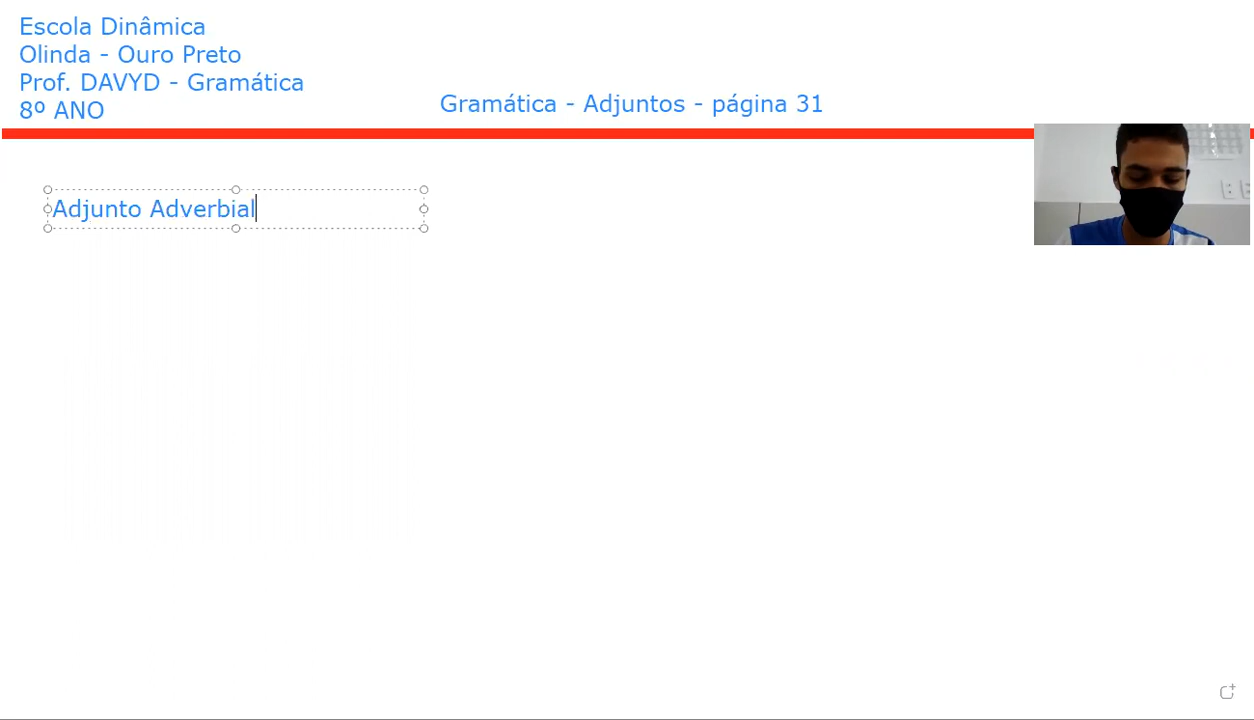 Escola Dinâmica
Olinda - Ouro Preto
Prof. DAVYD - Gramática
8º ANO
Gramática - Adjuntos - página 31
Adjunto Adverbial